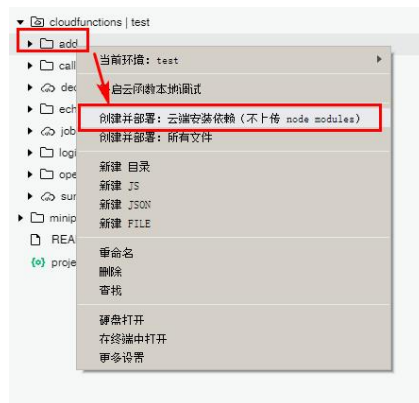 cloudfunctions | test
add
call
dec
ech
job
logi
ope
sur
minip
REA
proje
当前环境: test
启云函数本地调试
创建并部署: 云端安装依赖 (不上传 node modules)
创建并部署: 所有文件
新建 目录
新建 JS
新建 JSON
新建 FILE
重命名
删除
查找
硬盘打开
在终端中打开
更多设置